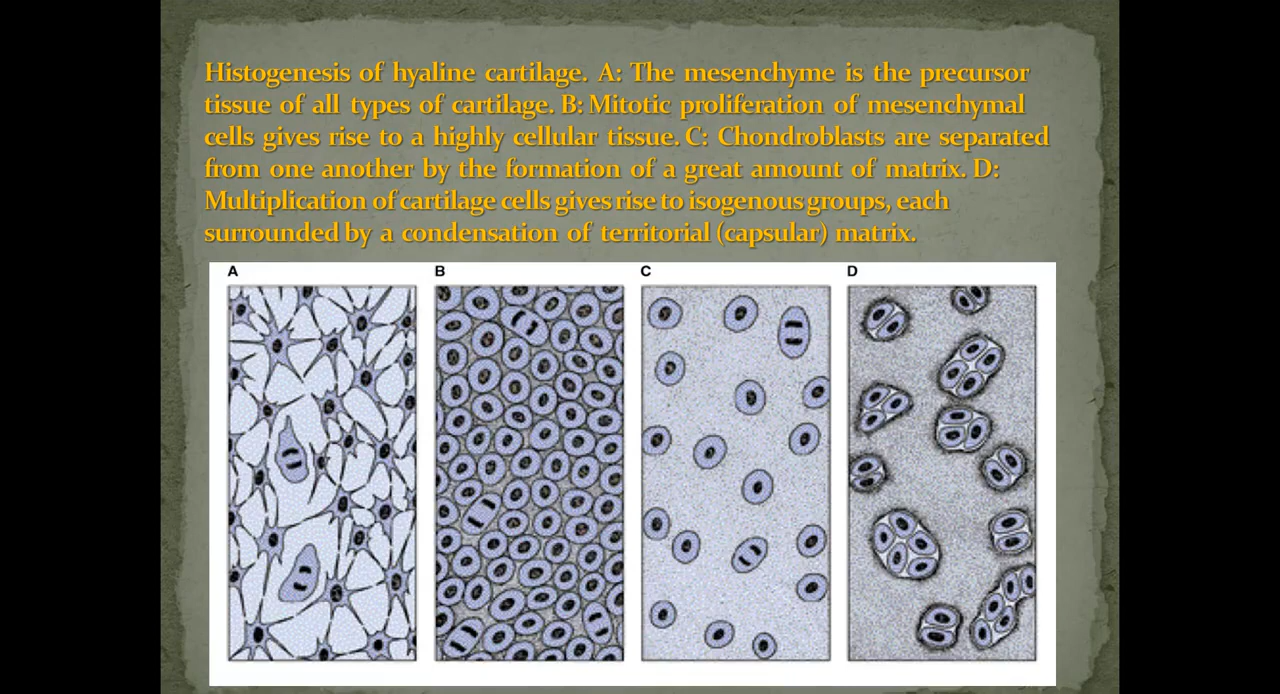 Histogenesis of hyaline cartilage. A: The mesenchyme is the precursor
tissue of all types of cartilage. B: Mitotic proliferation of mesenchymal
cells gives rise to a highly cellular tissue. C: Chondroblasts are separated
from one another by the formation of a great amount of matrix. D:
Multiplication of cartilage cells gives rise to isogenous groups, each
surrounded by a condensation of territorial (capsular) matrix.
A B C D